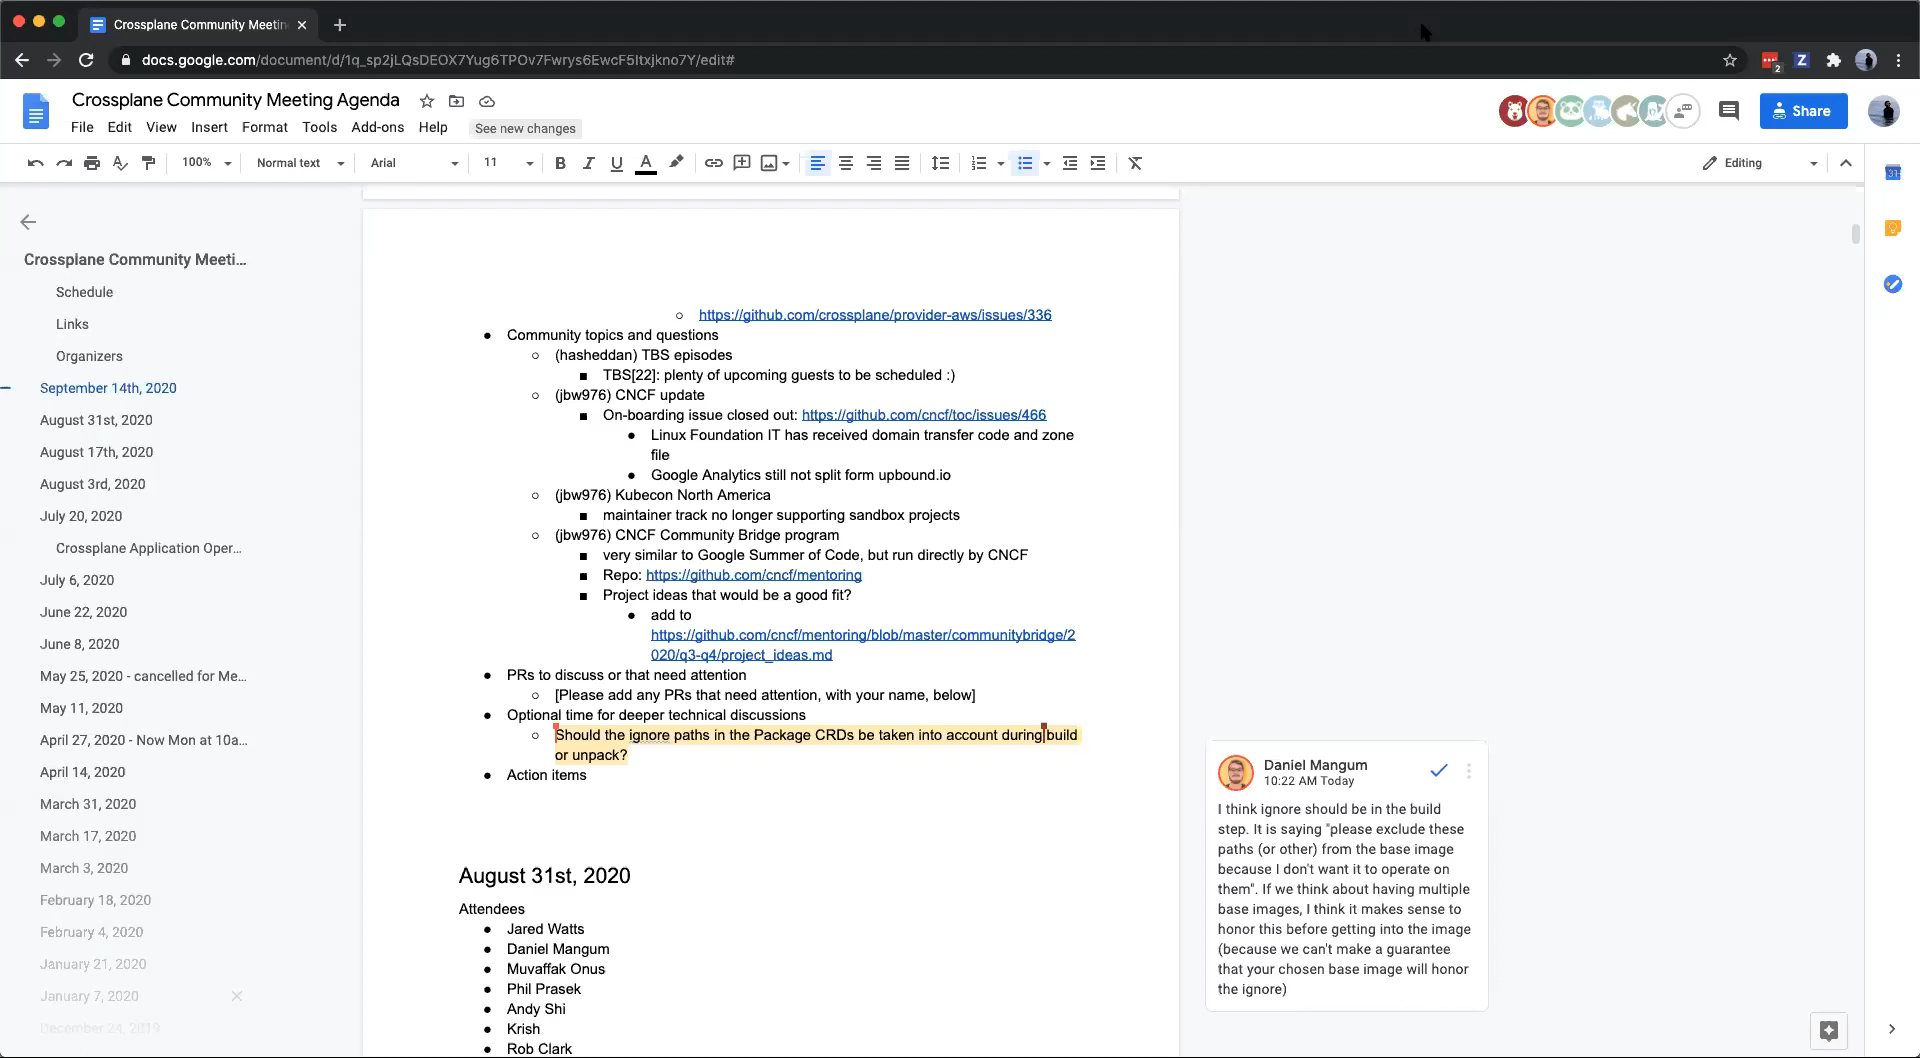 Crossplane Community Meetin
docs.google.com/document/d/1q_sp2jLQsDEOX7Yug6TPOv7Fwrys6EwcF5Itxjkno7Y/edit#
2
Z
Crossplane Community Meeting Agenda
File Edit View Insert Format Tools Add-ons Help See new changes
Share
100% Normal text Arial 11 B I U A Editing
31
Crossplane Community Meeti...
Schedule
Links
Organizers
September 14th, 2020
August 31st, 2020
August 17th, 2020
August 3rd, 2020
July 20, 2020
Crossplane Application Oper...
July 6, 2020
June 22, 2020
June 8, 2020
May 25, 2020 - cancelled for Me...
May 11, 2020
April 27, 2020 - Now Mon at 10a...
April 14, 2020
March 31, 2020
March 17, 2020
March 3, 2020
February 18, 2020
February 4, 2020
January 21, 2020
January 7, 2020
December 24, 2019
○ https://github.com/crossplane/provider-aws/issues/336
● Community topics and questions
○ (hasheddan) TBS episodes
■ TBS[22]: plenty of upcoming guests to be scheduled :)
○ (jbw976) CNCF update
■ On-boarding issue closed out: https://github.com/cncf/toc/issues/466
● Linux Foundation IT has received domain transfer code and zone
file
● Google Analytics still not split form upbound.io
○ (jbw976) Kubecon North America
■ maintainer track no longer supporting sandbox projects
○ (jbw976) CNCF Community Bridge program
■ very similar to Google Summer of Code, but run directly by CNCF
■ Repo: https://github.com/cncf/mentoring
■ Project ideas that would be a good fit?
● add to
https://github.com/cncf/mentoring/blob/master/communitybridge/2
020/q3-q4/project_ideas.md
● PRs to discuss or that need attention
○ [Please add any PRs that need attention, with your name, below]
● Optional time for deeper technical discussions
○ Should the ignore paths in the Package CRDs be taken into account during build
or unpack?
● Action items
August 31st, 2020
Attendees
● Jared Watts
● Daniel Mangum
● Muvaffak Onus
● Phil Prasek
● Andy Shi
● Krish
● Rob Clark
Daniel Mangum
10:22 AM Today
I think ignore should be in the build
step. It is saying "please exclude these
paths (or other) from the base image
because I don't want it to operate on
them". If we think about having multiple
base images, I think it makes sense to
honor this before getting into the image
(because we can't make a guarantee
that your chosen base image will honor
the ignore)